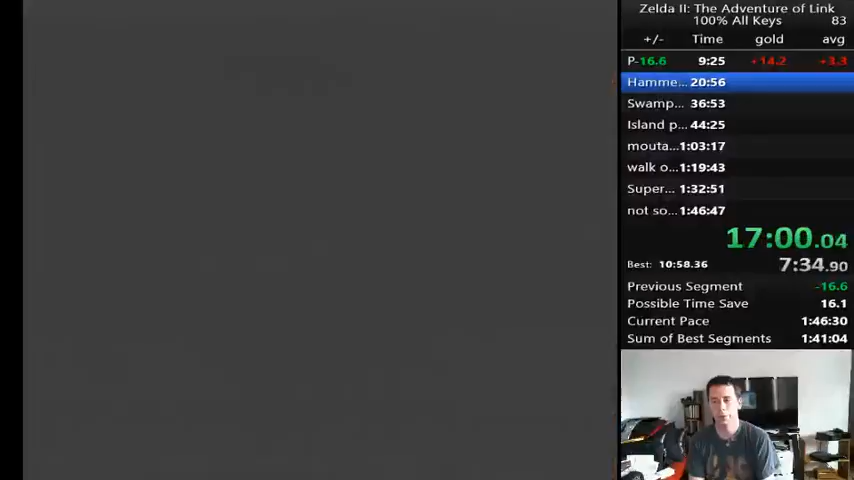 Zelda II: The Adventure of Link
100% All Keys 83
+/- Time gold avg
P-16.6 9:25 +14.2 +3.3
Hamme... 20:56
Swamp... 36:53
Island p... 44:25
mouta... 1:03:17
walk o... 1:19:43
Super... 1:32:51
not so... 1:46:47
17:00.04
Best: 10:58.36 7:34.90
Previous Segment -16.6
Possible Time Save 16.1
Current Pace 1:46:30
Sum of Best Segments 1:41:04